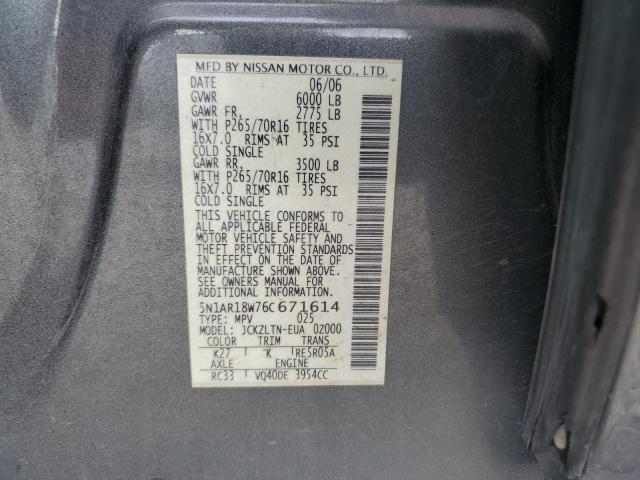 MFD BY NISSAN MOTOR CO., LTD.
DATE 06/06
GVWR 6000 LB
GAWR FR. 2775 LB
WITH P265/70R16 TIRES
16X7.0 RIMS AT 35 PSI
COLD SINGLE
GAWR RR. 3500 LB
WITH P265/70R16 TIRES
16X7.0 RIMS AT 35 PSI
COLD SINGLE
THIS VEHICLE CONFORMS TO
ALL APPLICABLE FEDERAL
MOTOR VEHICLE SAFETY AND
THEFT PREVENTION STANDARDS
IN EFFECT ON THE DATE OF
MANUFACTURE SHOWN ABOVE.
SEE OWNERS MANUAL FOR
ADDITIONAL INFORMATION.
5N1AR18W76C671614
TYPE: MPV 025
MODEL: JCKZLTN-EUA 0Z000
COLOR TRIM TRANS
K27 K RE5R05A
AXLE ENGINE
RC33 VQ40DE 3954CC